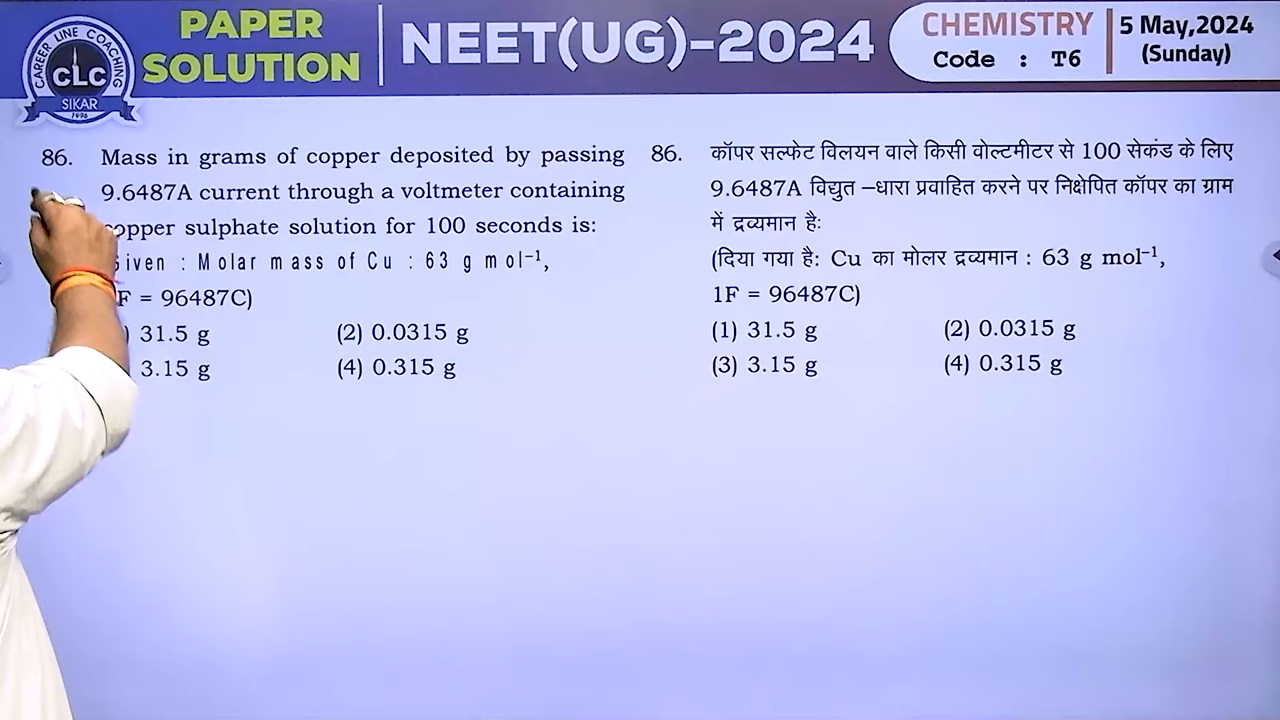 CAREER LINE COACHING
CLC
SIKAR
1996
PAPER
SOLUTION
NEET(UG)-2024
CHEMISTRY
Code : T6
5 May,2024
(Sunday)
86. Mass in grams of copper deposited by passing
9.6487A current through a voltmeter containing
opper sulphate solution for 100 seconds is:
iven : Molar mass of Cu : 63 g mol⁻¹,
F = 96487C)
) 31.5 g (2) 0.0315 g
3.15 g (4) 0.315 g
86. कॉपर सल्फेट विलयन वाले किसी वोल्टमीटर से 100 सेकंड के लिए
9.6487A विद्युत –धारा प्रवाहित करने पर निक्षेपित कॉपर का ग्राम
में द्रव्यमान है:
(दिया गया है: Cu का मोलर द्रव्यमान : 63 g mol⁻¹,
1F = 96487C)
(1) 31.5 g (2) 0.0315 g
(3) 3.15 g (4) 0.315 g